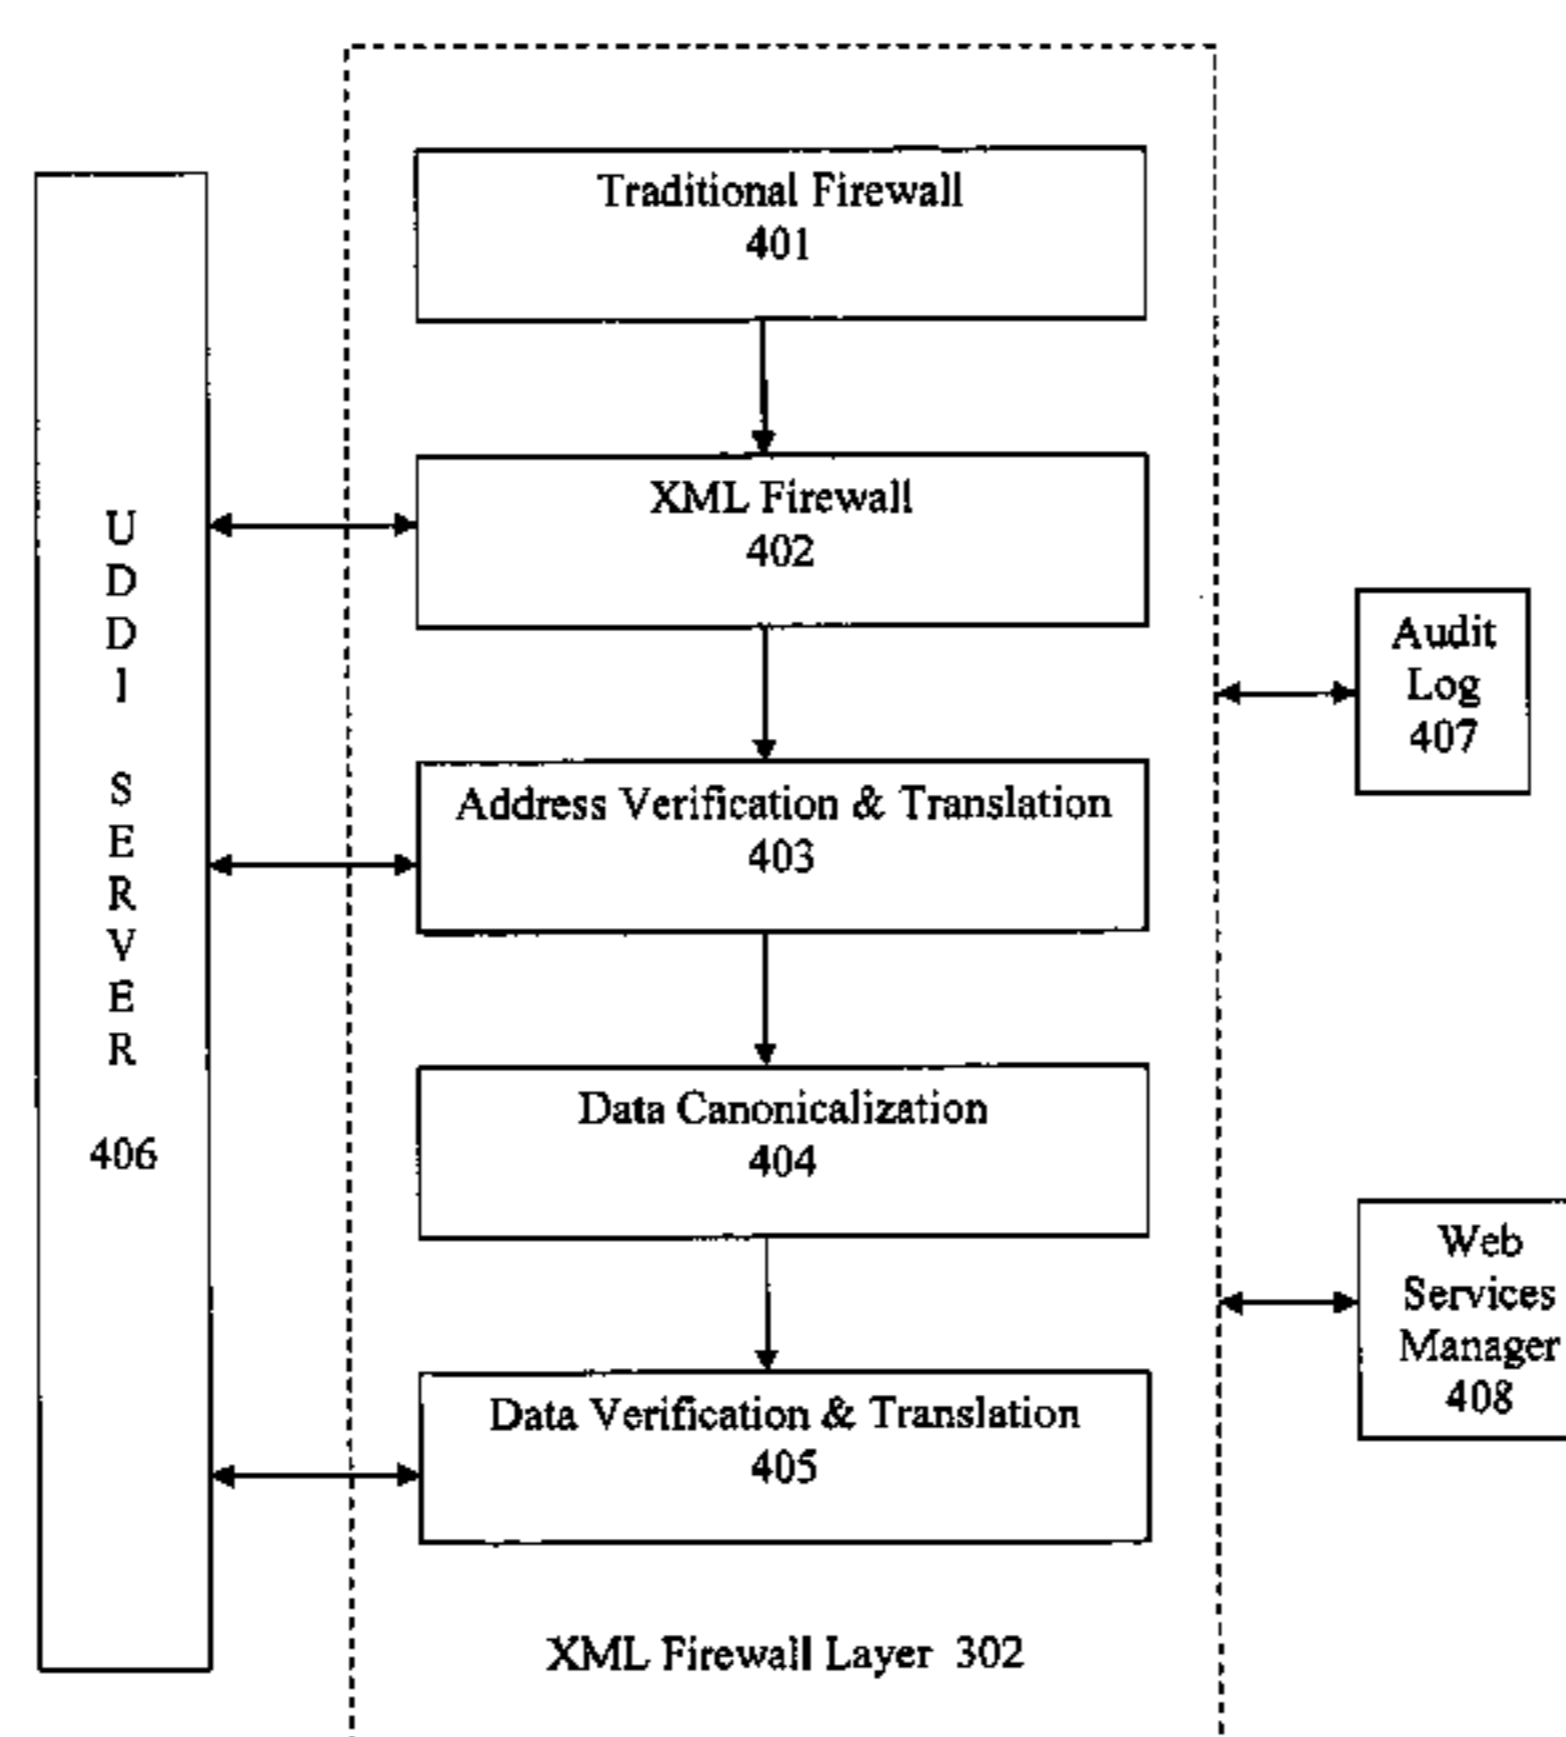 Traditional Firewall
401
XML Firewall
402
Address Verification & Translation
403
Data Canonicalization
404
Data Verification & Translation
405
XML Firewall Layer 302
U
D
D
I
S
E
R
V
E
R
406
Audit
Log
407
Web
Services
Manager
408